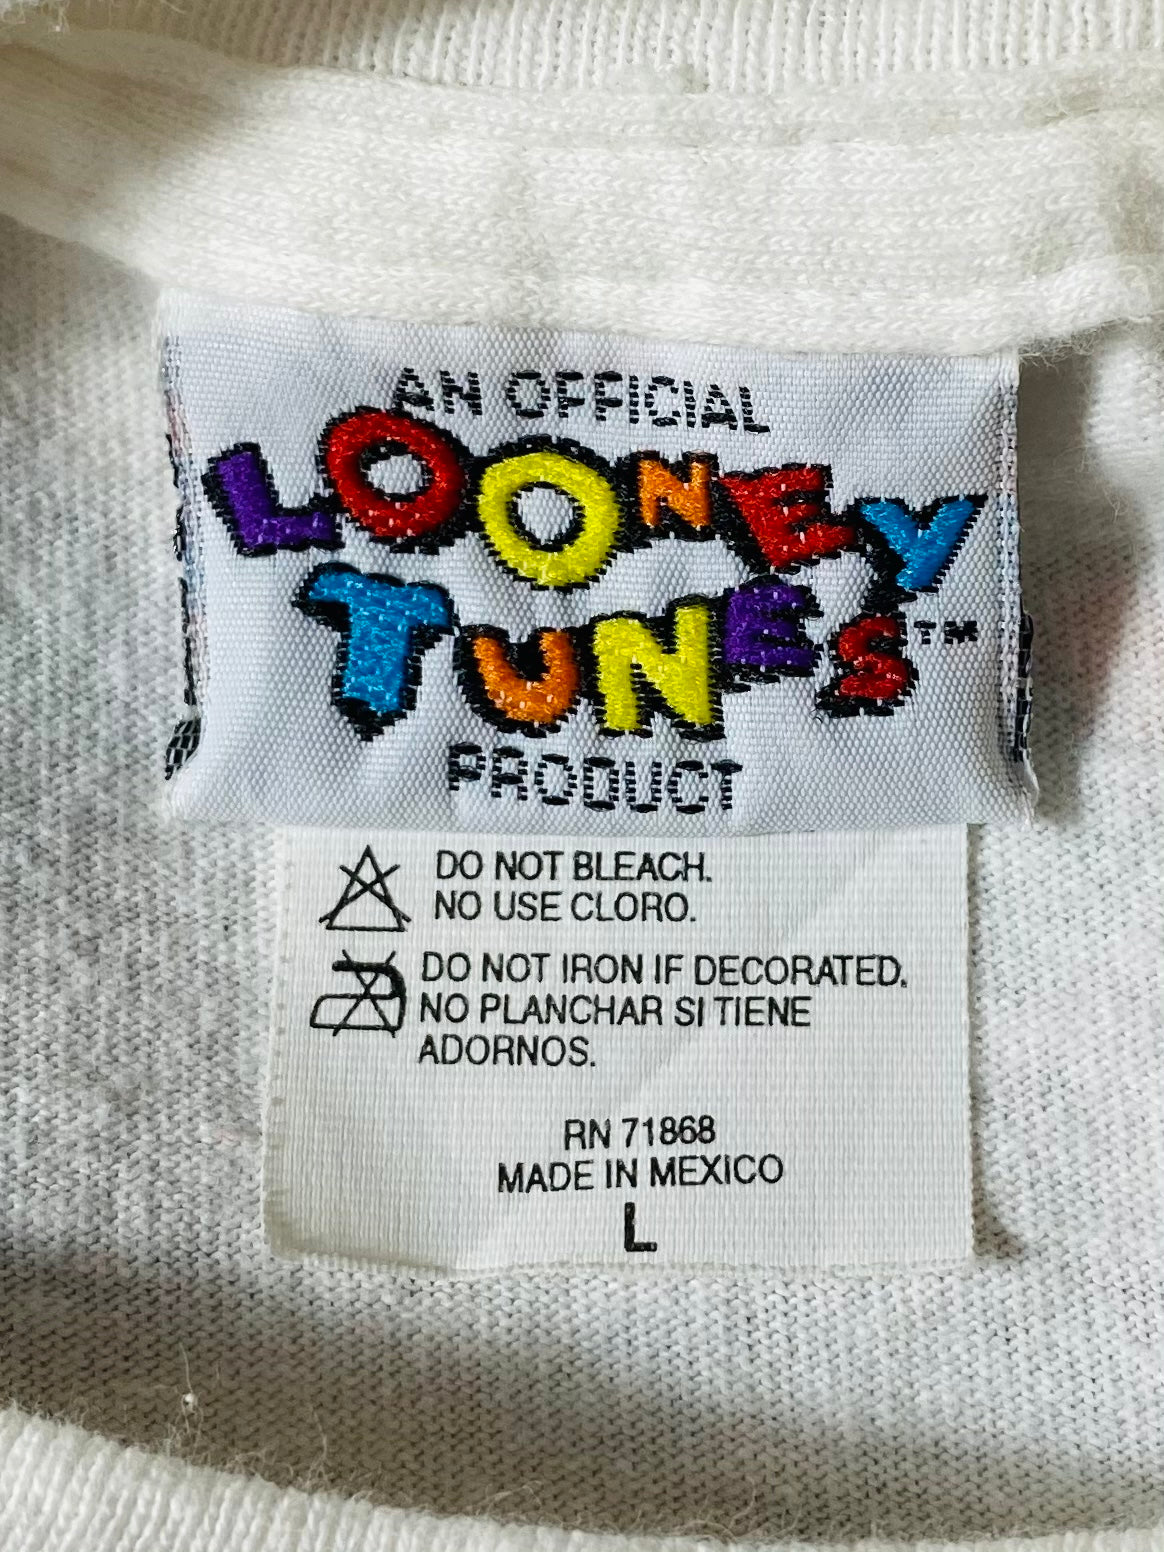 AN OFFICIAL
LOONEY
TUNES™
PRODUCT
DO NOT BLEACH.
NO USE CLORO.
DO NOT IRON IF DECORATED.
NO PLANCHAR SI TIENE
ADORNOS.
RN 71868
MADE IN MEXICO
L